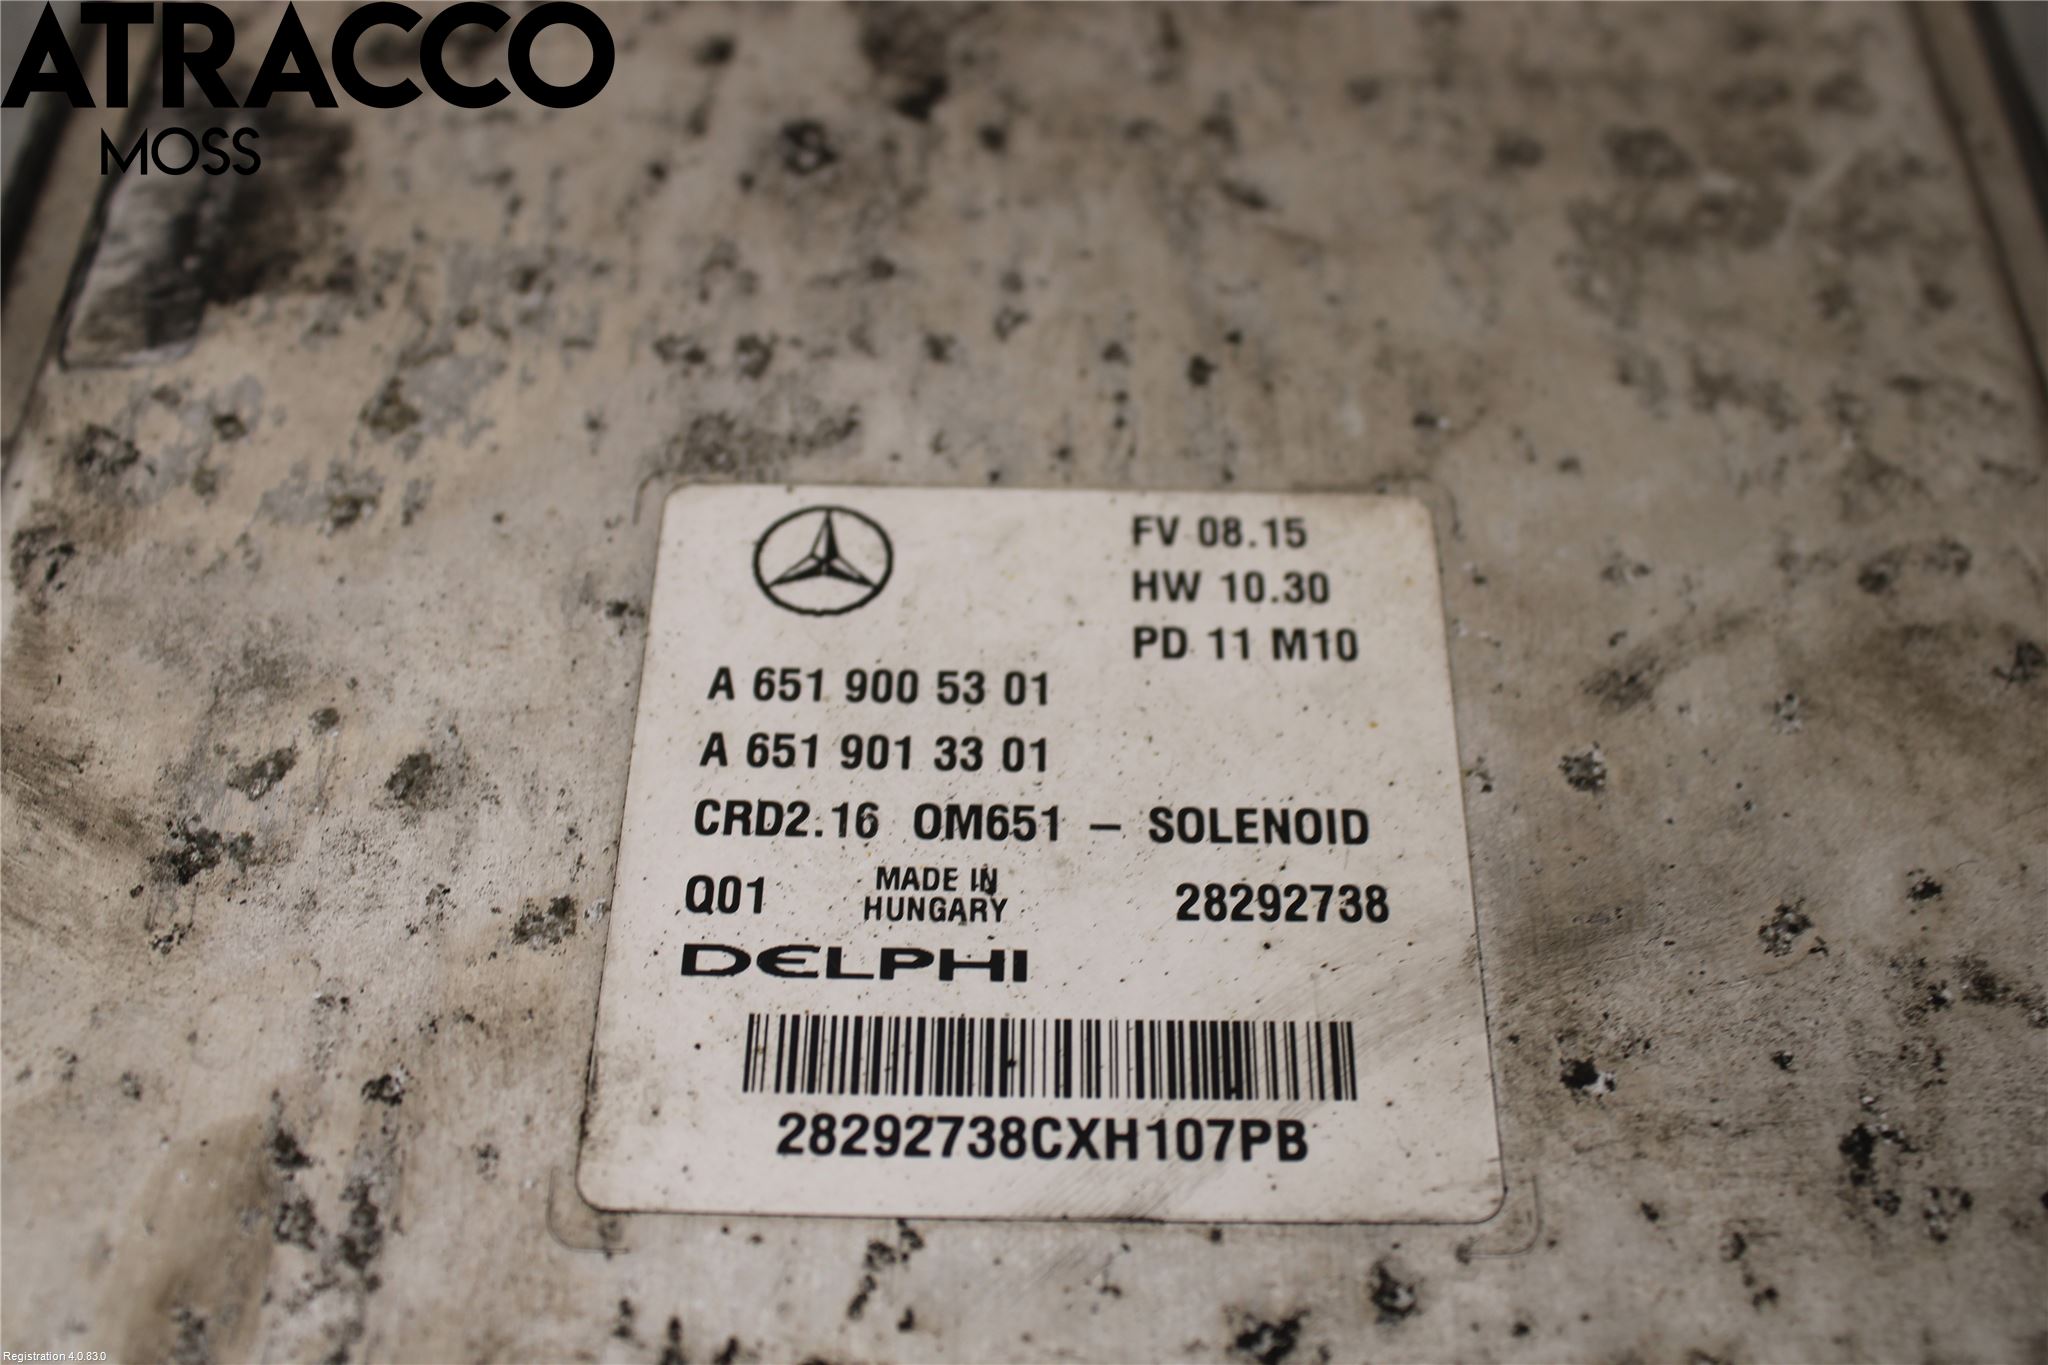 ATRACCO
MOSS
FV 08.15
HW 10.30
PD 11 M10
A 651 900 53 01
A 651 901 33 01
CRD2.16 OM651 – SOLENOID
Q01 MADE IN HUNGARY 28292738
DELPHI
28292738CXH107PB
Registration 4.0.83.0